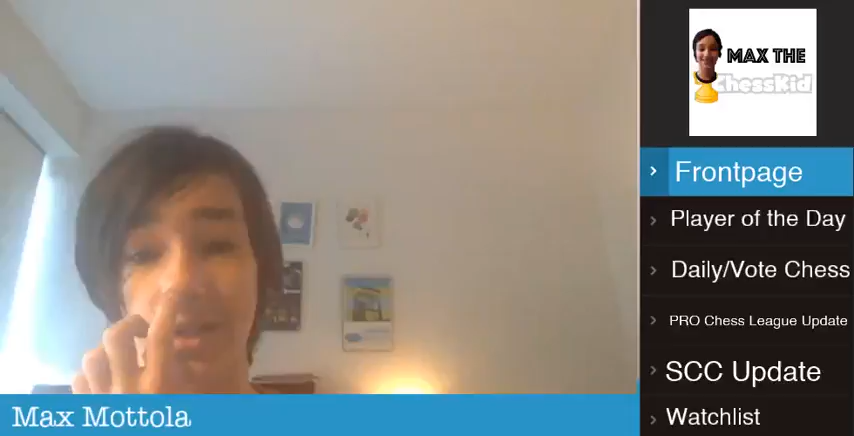 MAX THE
ChessKid
Frontpage
Player of the Day
Daily/Vote Chess
PRO Chess League Update
SCC Update
Watchlist
Max Mottola